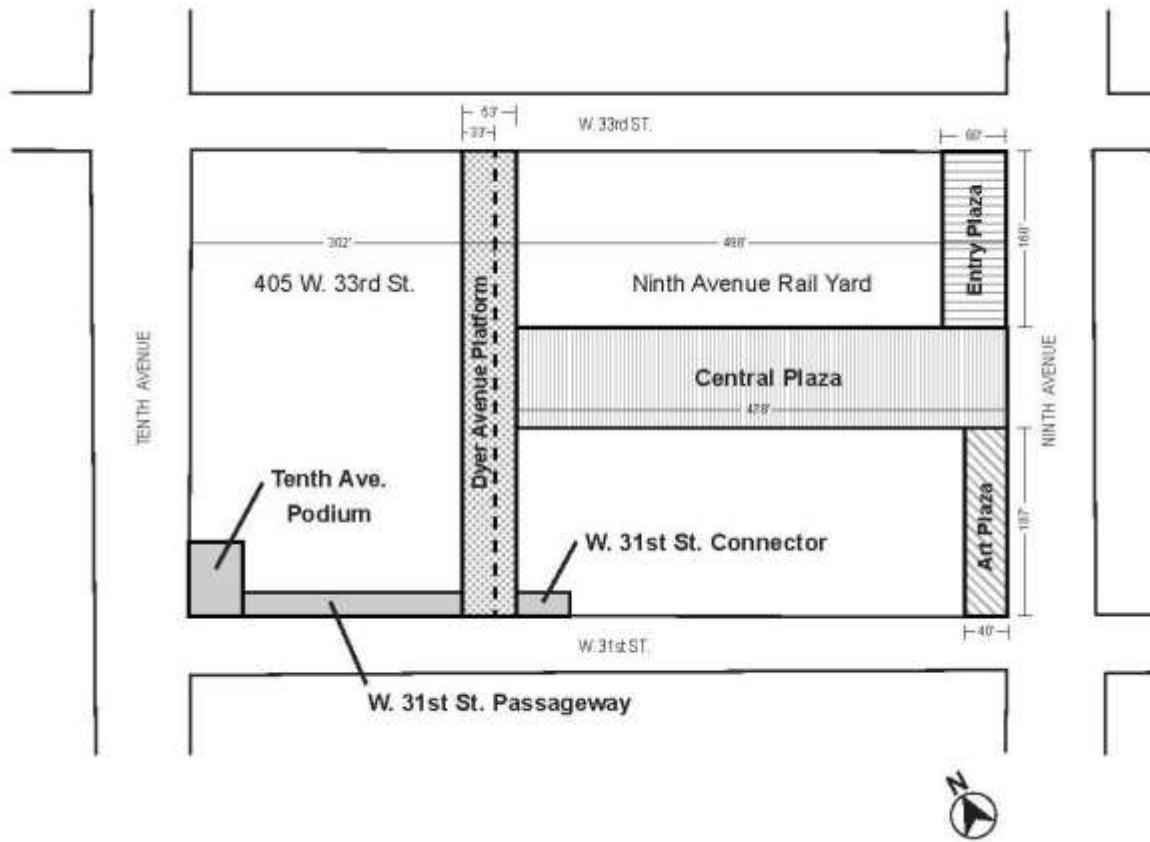 53'
33'
W. 33rd ST.
60'
302'
498'
168'
405 W. 33rd St.
Ninth Avenue Rail Yard
Entry Plaza
Dyer Avenue Platform
TENTH AVENUE
Central Plaza
478'
NINTH AVENUE
Tenth Ave.
Podium
W. 31st St. Connector
Art Plaza
187'
W. 31st ST.
40'
W. 31st St. Passageway
N